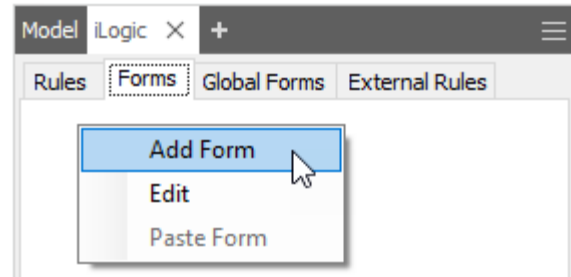 Model iLogic × +
Rules Forms Global Forms External Rules
Add Form
Edit
Paste Form